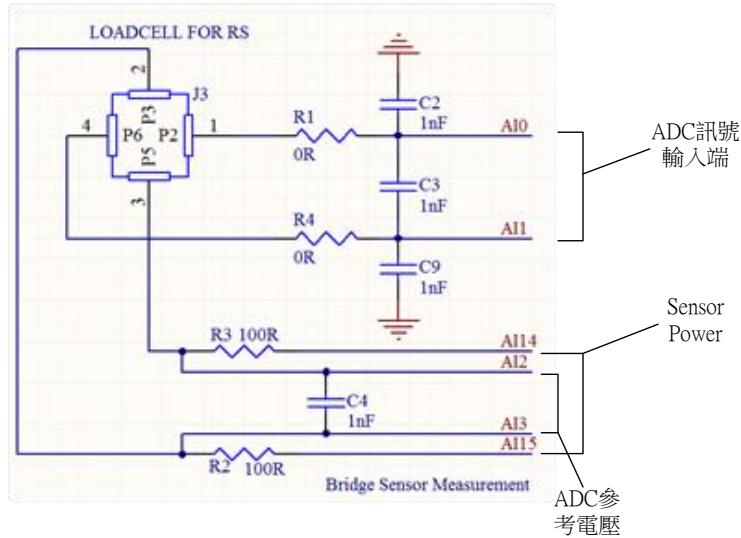 LOADCELL FOR RS
2
J3
P3
4
P6
P2
1
P5
3
R1
0R
C2
1nF
AI0
C3
1nF
R4
0R
AI1
C9
1nF
ADC訊號
輸入端
R3 100R
AI14
AI2
C4
1nF
AI3
AI15
R2 100R
Sensor
Power
Bridge Sensor Measurement
ADC參
考電壓